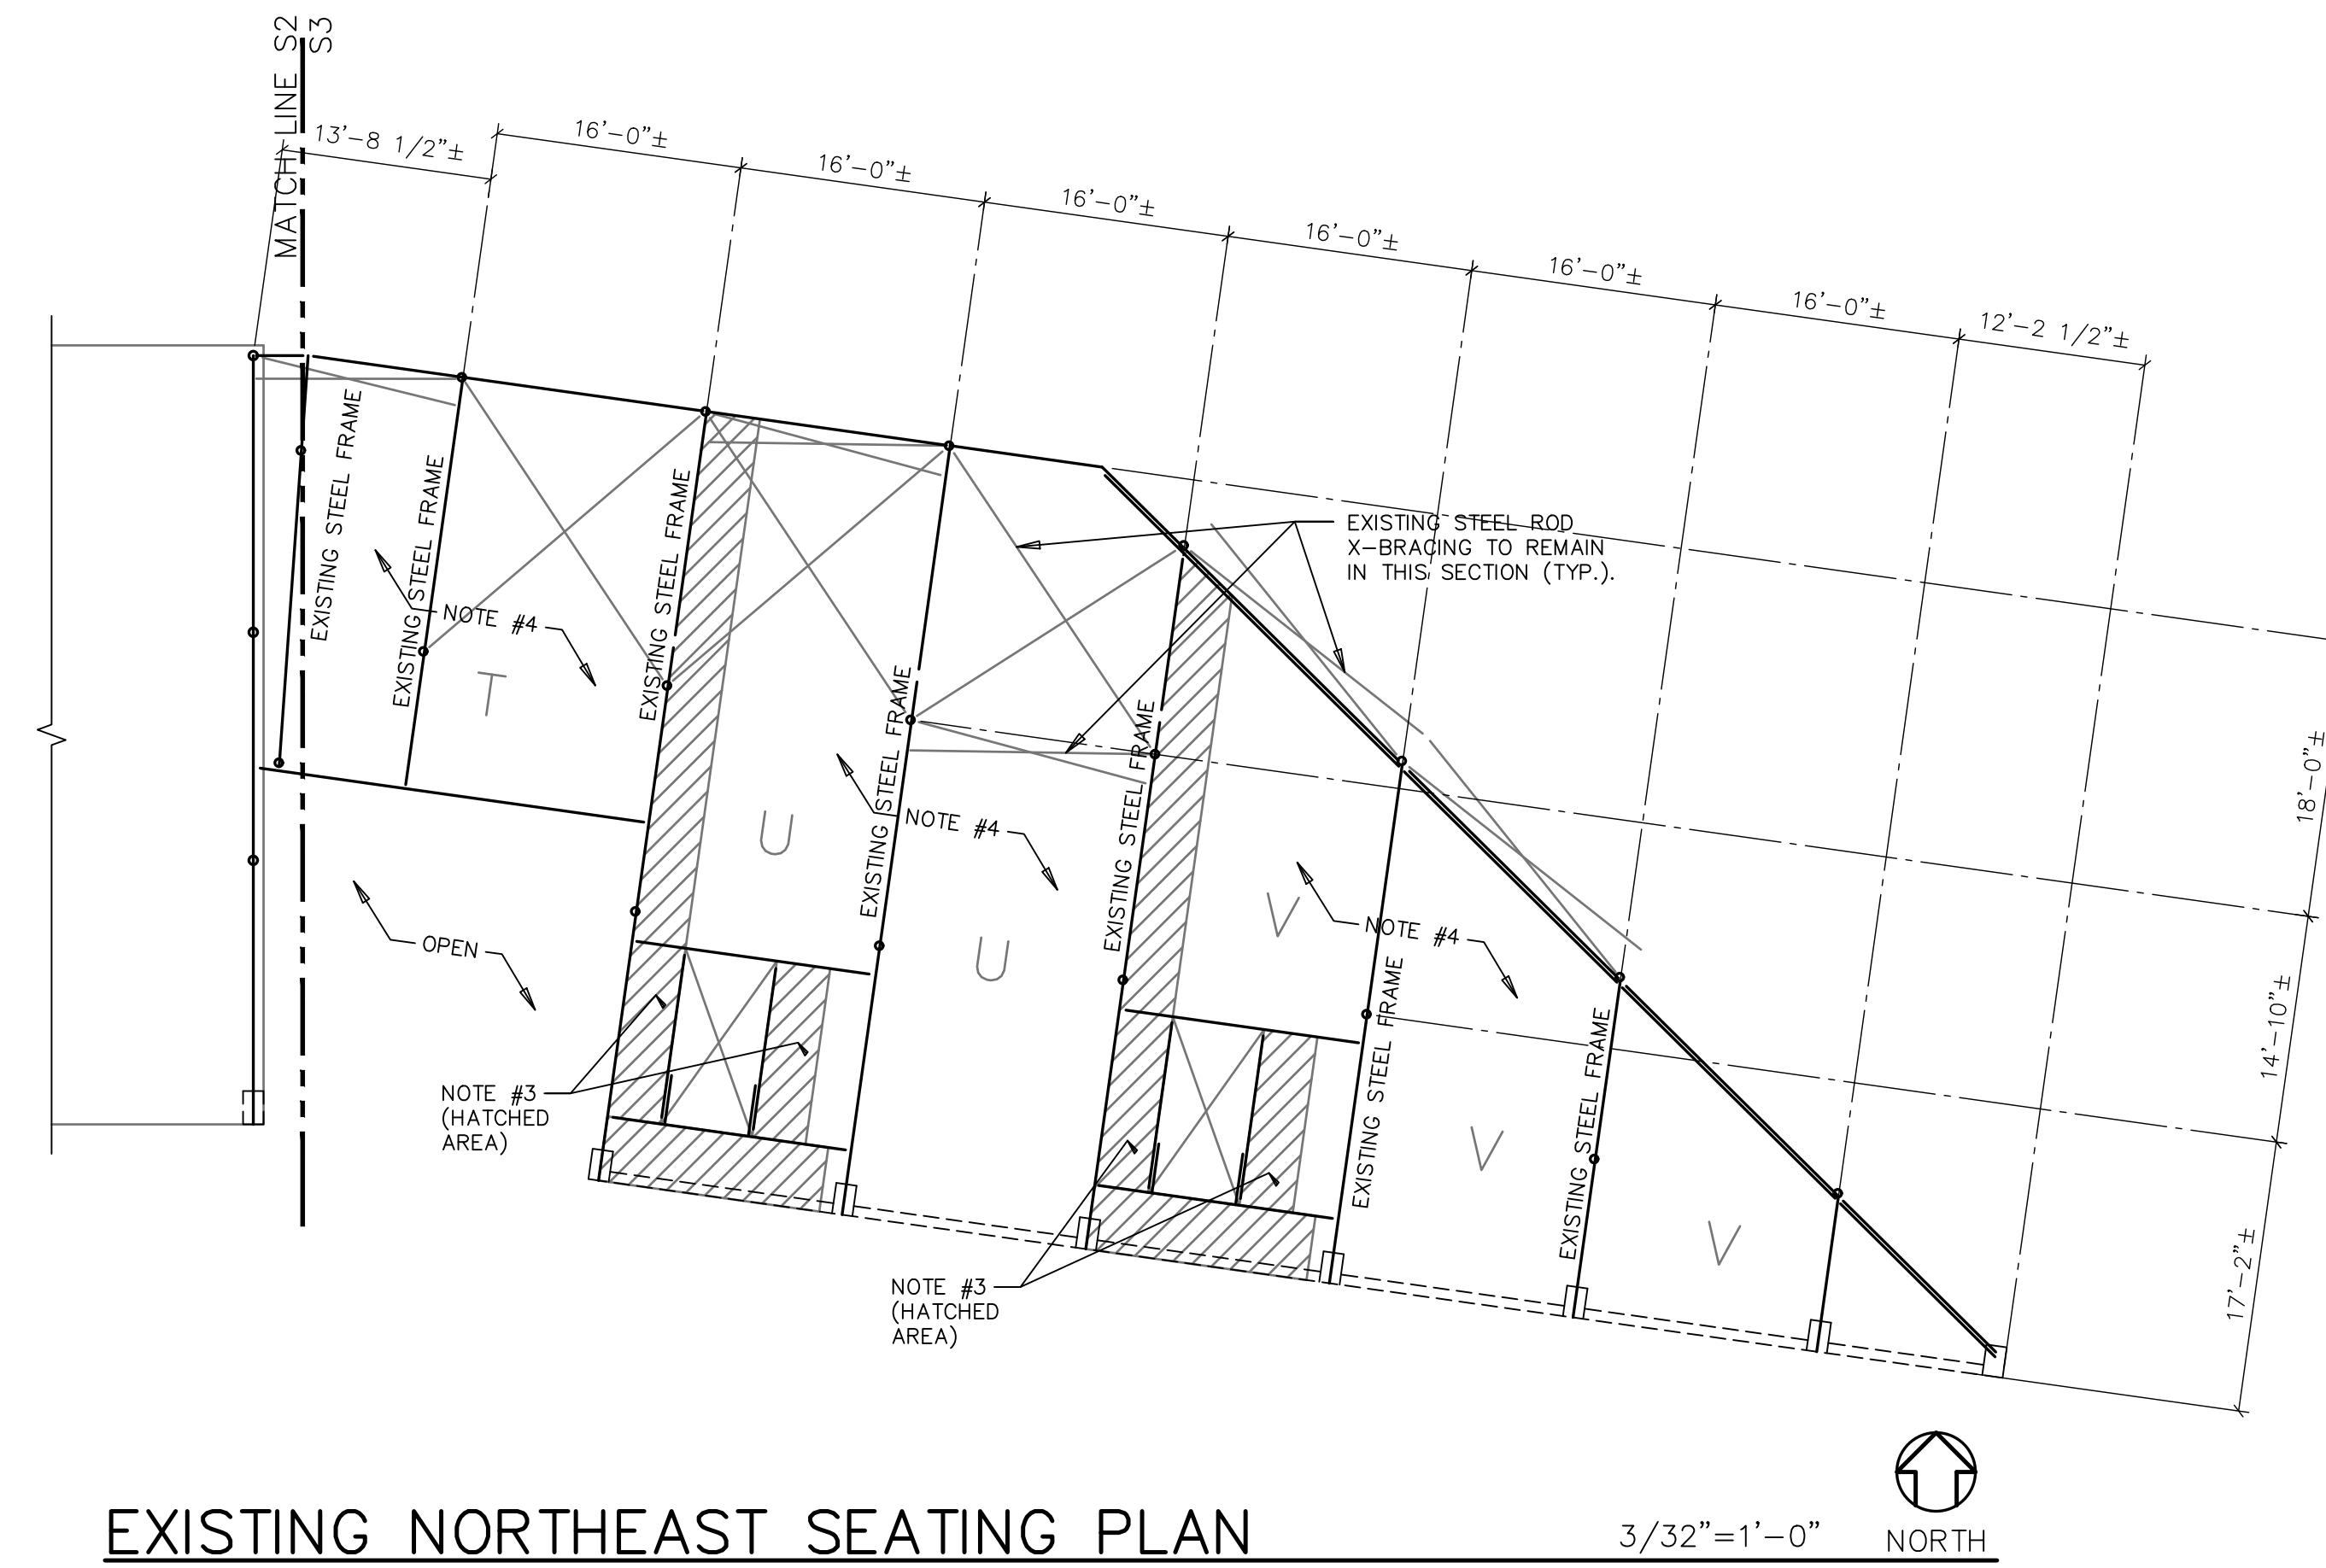 MATCH LINE S2
S3
13'-8 1/2"±
16'-0"±
16'-0"±
16'-0"±
16'-0"±
16'-0"±
16'-0"±
12'-2 1/2"±
EXISTING STEEL FRAME
EXISTING STEEL FRAME
EXISTING STEEL FRAME
EXISTING STEEL FRAME
EXISTING STEEL FRAME
EXISTING STEEL FRAME
EXISTING STEEL FRAME
EXISTING STEEL ROD
X-BRACING TO REMAIN
IN THIS SECTION (TYP.).
NOTE #4
T
U
NOTE #4
U
V
NOTE #4
OPEN
V
V
NOTE #3
(HATCHED
AREA)
NOTE #3
(HATCHED
AREA)
18'-0"±
14'-10"±
17'-2"±
EXISTING NORTHEAST SEATING PLAN
3/32"=1'-0"
NORTH